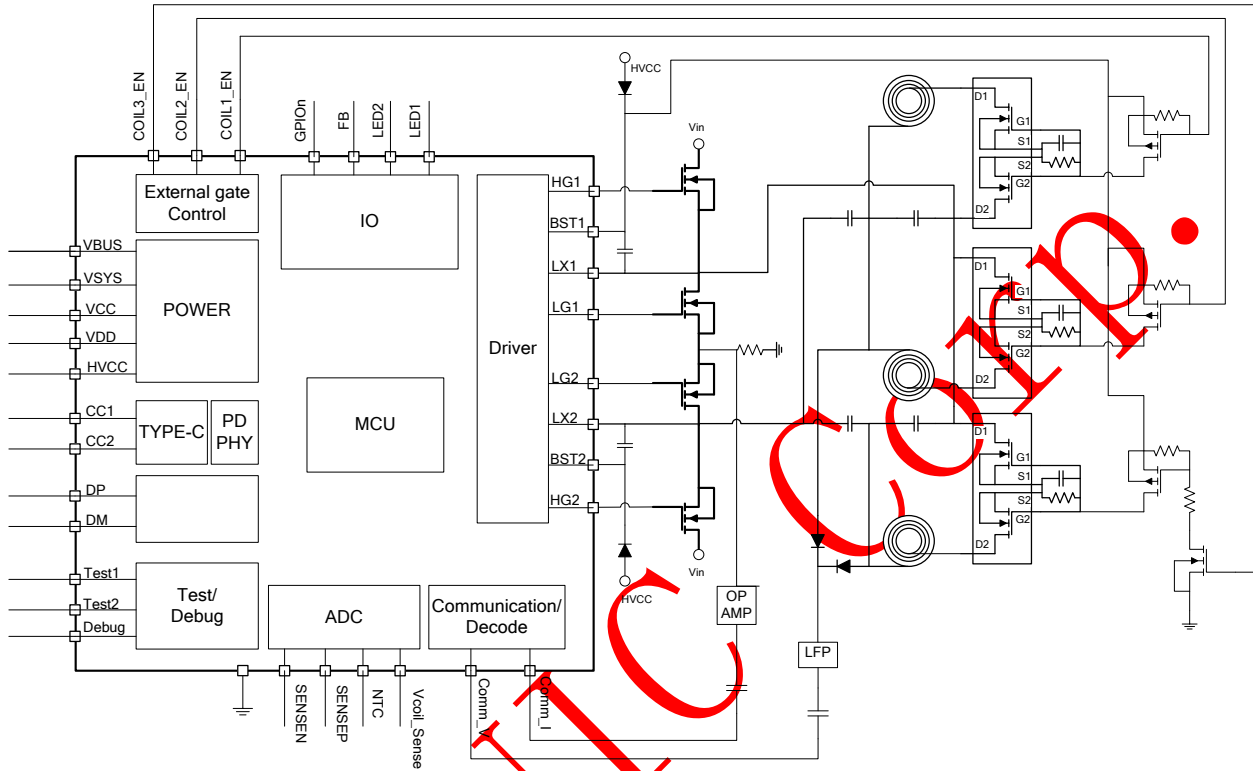 COIL3_EN
COIL2_EN
COIL1_EN
GPIOn
FB
LED2
LED1
HVCC
Vin
External gate
Control
IO
HG1
BST1
LX1
LG1
LG2
LX2
BST2
HG2
Driver
VBUS
VSYS
VCC
VDD
HVCC
POWER
CC1
CC2
TYPE-C
PD
PHY
MCU
DP
DM
Test1
Test2
Debug
Test/
Debug
ADC
Communication/
Decode
SENSEN
SENSEP
NTC
Vcoil_Sense
Comm_V
Comm_I
HVCC
Vin
OP
AMP
LFP
D1
G1
S1
S2
G2
D2
D1
G1
S1
S2
G2
D2
D1
G1
S1
S2
G2
D2
Corp.